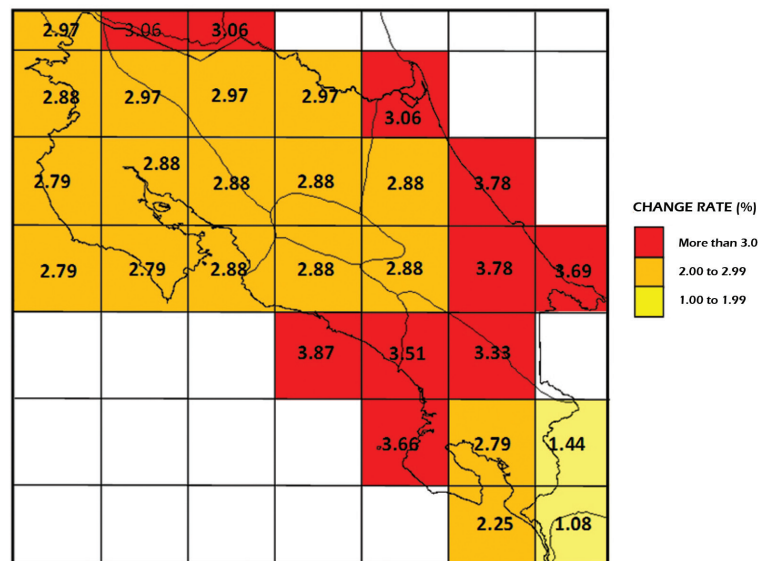 2.97 3.06 3.06
2.88 2.97 2.97 2.97 3.06
2.79 2.88 2.88 2.88 2.88 3.78
2.79 2.79 2.88 2.88 2.88 3.78 3.69
3.87 3.51 3.33
3.66 2.79 1.44
2.25 1.08
CHANGE RATE (%)
More than 3.0
2.00 to 2.99
1.00 to 1.99